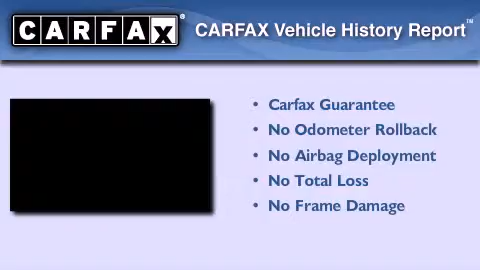 CARFAX® CARFAX Vehicle History Report™
• Carfax Guarantee
• No Odometer Rollback
• No Airbag Deployment
• No Total Loss
• No Frame Damage